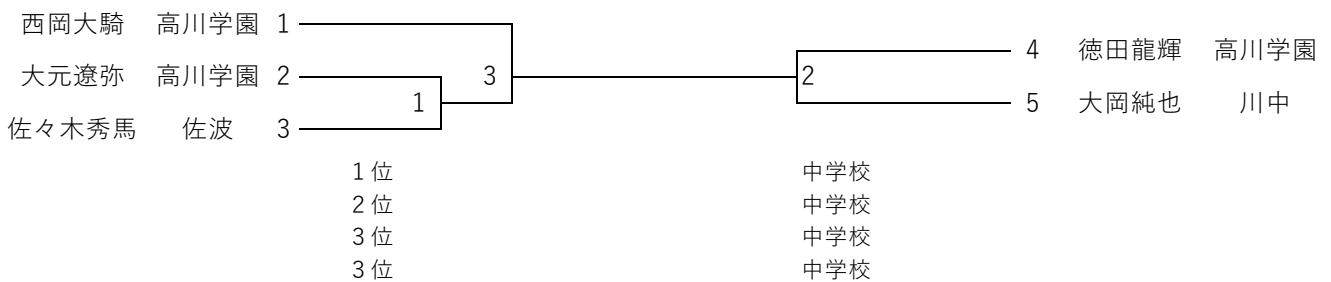 西岡大騎 高川学園 1
4 徳田龍輝 高川学園
大元遼弥 高川学園 2
3
2
1
5 大岡純也 川中
佐々木秀馬 佐波 3
1位 中学校
2位 中学校
3位 中学校
3位 中学校